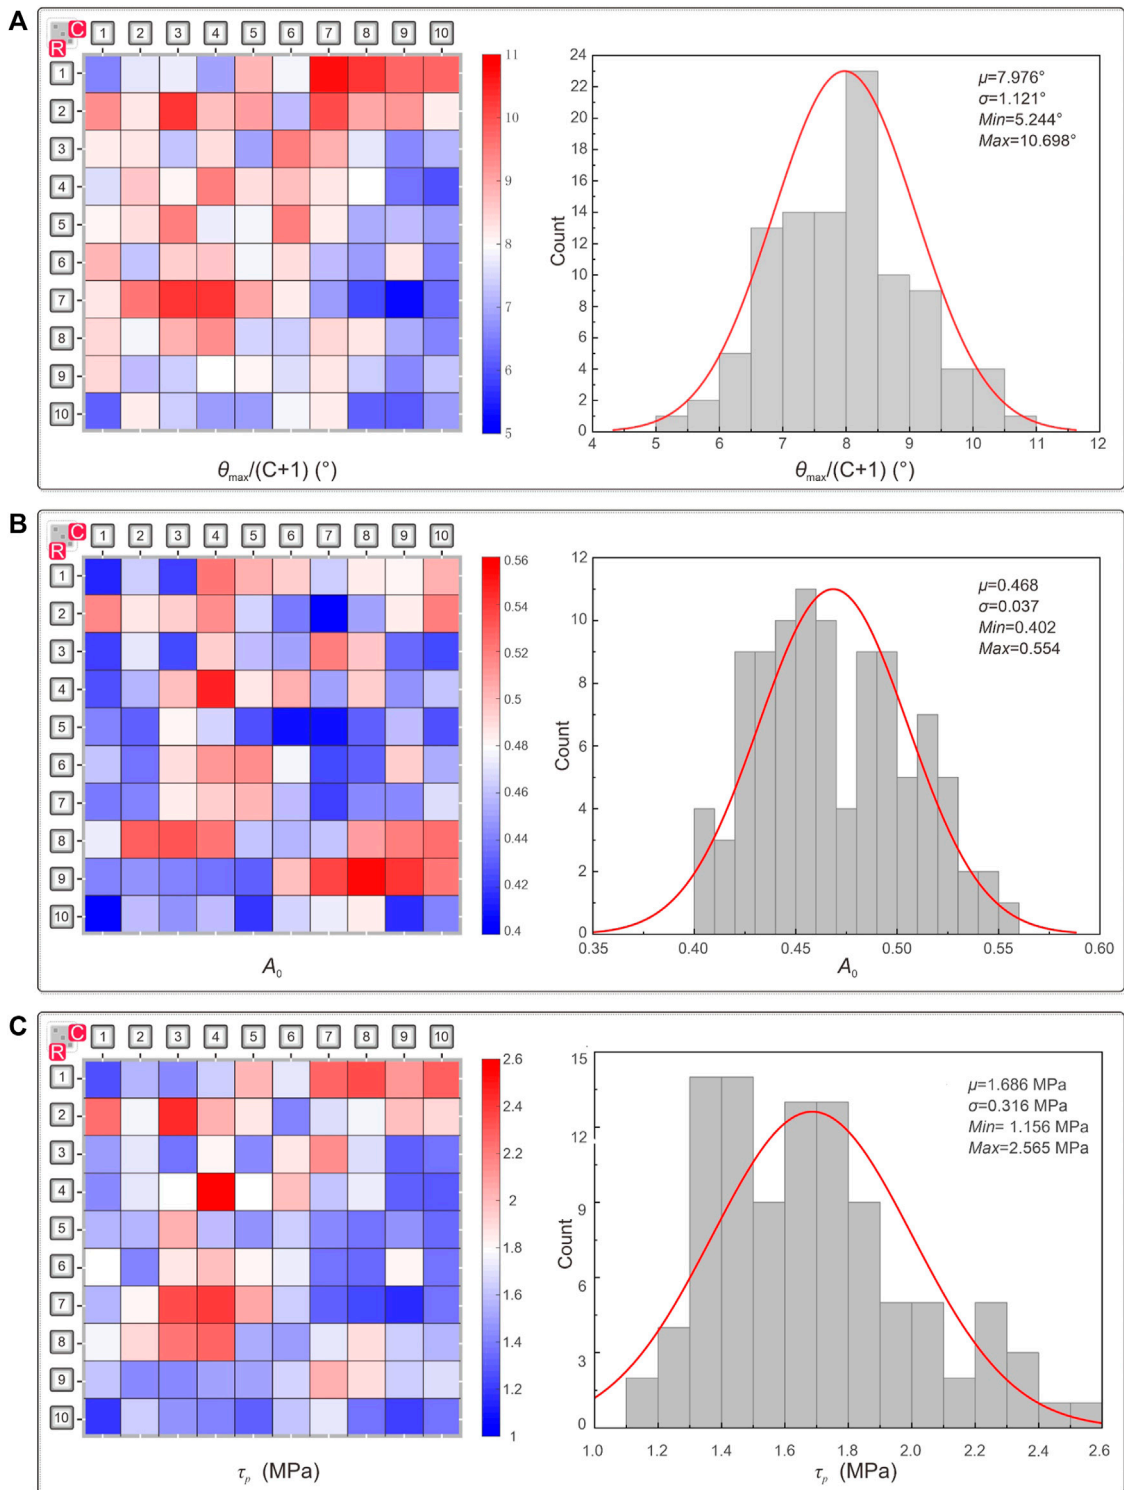 A
C
R
1 2 3 4 5 6 7 8 9 10
1
2
3
4
5
6
7
8
9
10
11
10
9
8
7
6
5
θmax/(C+1) (°)
24
22
20
18
16
14
12
10
8
6
4
2
0
Count
4 5 6 7 8 9 10 11 12
θmax/(C+1) (°)
μ=7.976°
σ=1.121°
Min=5.244°
Max=10.698°
B
C
R
1 2 3 4 5 6 7 8 9 10
1
2
3
4
5
6
7
8
9
10
0.56
0.54
0.52
0.5
0.48
0.46
0.44
0.42
0.4
A0
12
10
8
6
4
2
0
Count
0.35 0.40 0.45 0.50 0.55 0.60
A0
μ=0.468
σ=0.037
Min=0.402
Max=0.554
C
C
R
1 2 3 4 5 6 7 8 9 10
1
2
3
4
5
6
7
8
9
10
2.6
2.4
2.2
2
1.8
1.6
1.4
1.2
1
τp (MPa)
15
12
9
6
3
0
Count
1.0 1.2 1.4 1.6 1.8 2.0 2.2 2.4 2.6
τp (MPa)
μ=1.686 MPa
σ=0.316 MPa
Min= 1.156 MPa
Max=2.565 MPa